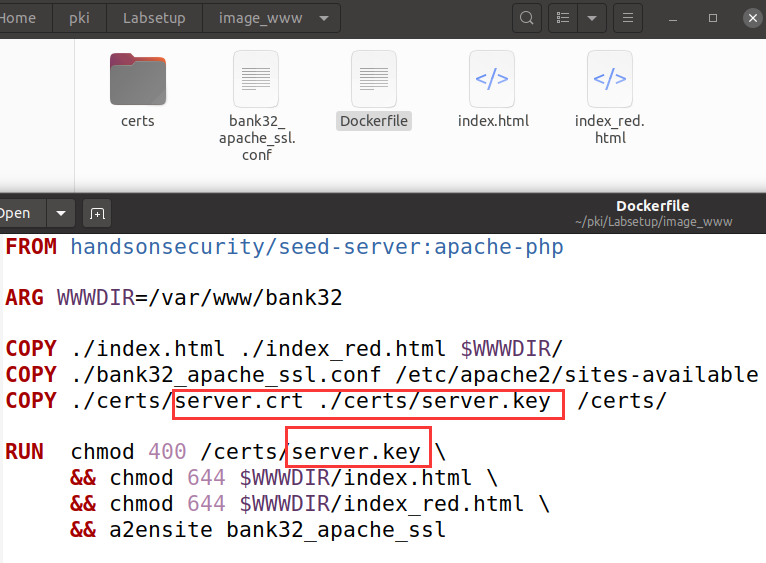 Home pki Labsetup image_www
certs
bank32_
apache_ssl.
conf
Dockerfile
index.html
index_red.
html
Open
Dockerfile
~/pki/Labsetup/image_www
FROM handsonsecurity/seed-server:apache-php
ARG WWWDIR=/var/www/bank32
COPY ./index.html ./index_red.html $WWWDIR/
COPY ./bank32_apache_ssl.conf /etc/apache2/sites-available
COPY ./certs/server.crt ./certs/server.key /certs/
RUN chmod 400 /certs/server.key \
&& chmod 644 $WWWDIR/index.html \
&& chmod 644 $WWWDIR/index_red.html \
&& a2ensite bank32_apache_ssl